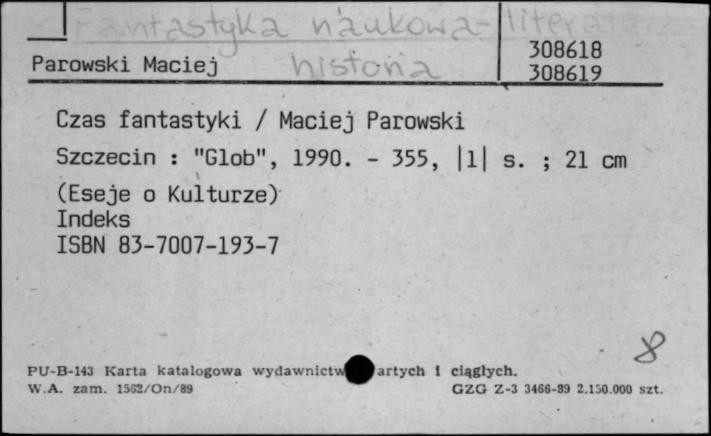 Fantastyka naukowa - litera
308618
Parowski Maciej historia
308619
Czas fantastyki / Maciej Parowski
Szczecin : "Glob", 1990. - 355, |1| s. ; 21 cm
(Eseje o Kulturze)
Indeks
ISBN 83-7007-193-7
8
PU-B-143 Karta katalogowa wydawnictw artych i ciągłych.
W.A. zam. 1562/On/89 GZG Z-3 3466-89 2.150.000 szt.